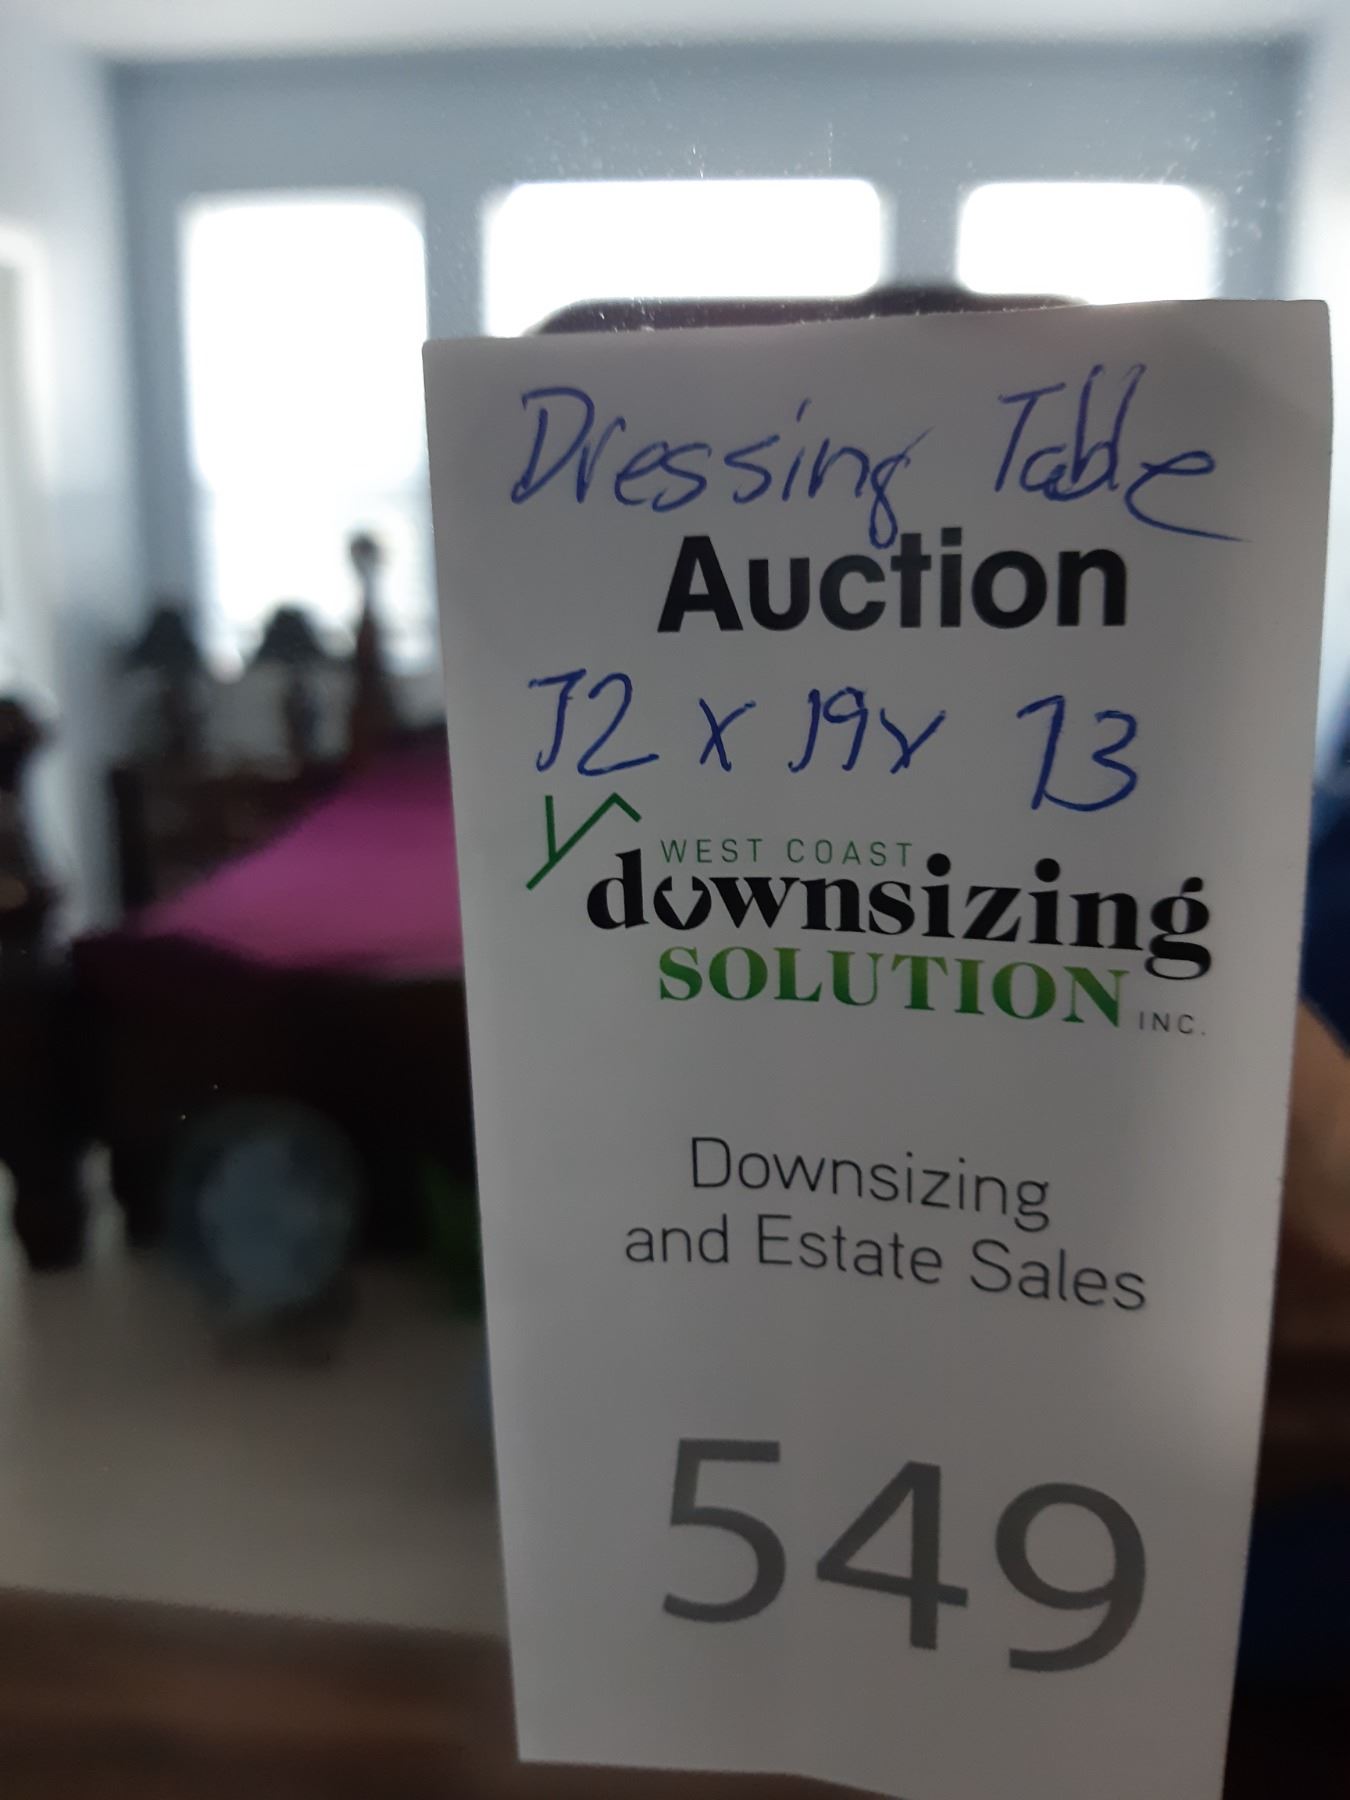 Dressing Table
Auction
72 x 19 x 73
WEST COAST
downsizing
SOLUTION INC.
Downsizing
and Estate Sales
549